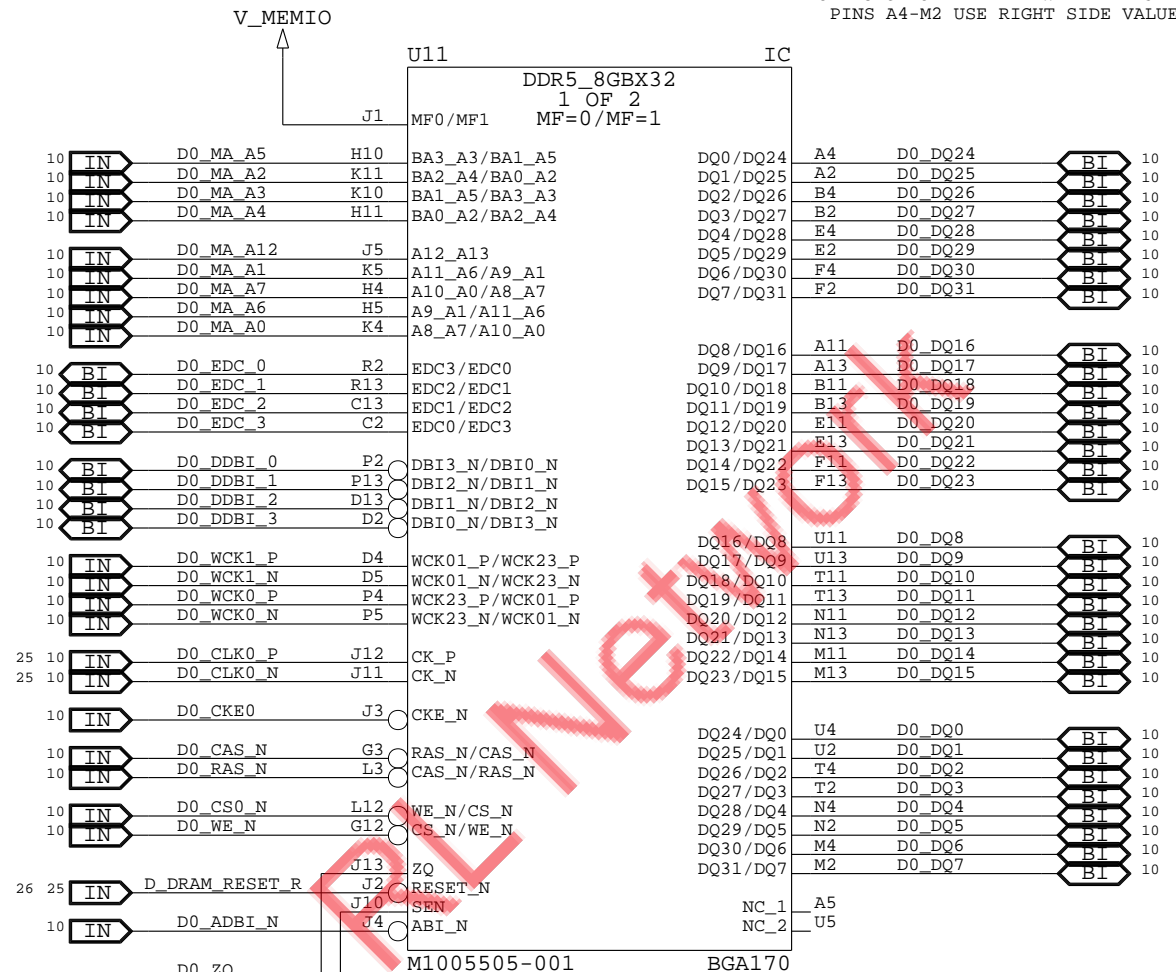 PINS A4-M2 USE RIGHT SIDE VALUE
V_MEMIO
U11 IC
DDR5_8GBX32
1 OF 2
MF=0/MF=1
J1 MF0/MF1
10 IN D0_MA_A5 H10 BA3_A3/BA1_A5 DQ0/DQ24 A4 D0_DQ24 BI 10
10 IN D0_MA_A2 K11 BA2_A4/BA0_A2 DQ1/DQ25 A2 D0_DQ25 BI 10
10 IN D0_MA_A3 K10 BA1_A5/BA3_A3 DQ2/DQ26 B4 D0_DQ26 BI 10
10 IN D0_MA_A4 H11 BA0_A2/BA2_A4 DQ3/DQ27 B2 D0_DQ27 BI 10
DQ4/DQ28 E4 D0_DQ28 BI 10
10 IN D0_MA_A12 J5 A12_A13 DQ5/DQ29 E2 D0_DQ29 BI 10
10 IN D0_MA_A1 K5 A11_A6/A9_A1 DQ6/DQ30 F4 D0_DQ30 BI 10
10 IN D0_MA_A7 H4 A10_A0/A8_A7 DQ7/DQ31 F2 D0_DQ31 BI 10
10 IN D0_MA_A6 H5 A9_A1/A11_A6
10 IN D0_MA_A0 K4 A8_A7/A10_A0
DQ8/DQ16 A11 D0_DQ16 BI 10
10 BI D0_EDC_0 R2 EDC3/EDC0 DQ9/DQ17 A13 D0_DQ17 BI 10
10 BI D0_EDC_1 R13 EDC2/EDC1 DQ10/DQ18 B11 D0_DQ18 BI 10
10 BI D0_EDC_2 C13 EDC1/EDC2 DQ11/DQ19 B13 D0_DQ19 BI 10
10 BI D0_EDC_3 C2 EDC0/EDC3 DQ12/DQ20 E11 D0_DQ20 BI 10
DQ13/DQ21 E13 D0_DQ21 BI 10
10 BI D0_DDBI_0 P2 DBI3_N/DBI0_N DQ14/DQ22 F11 D0_DQ22 BI 10
10 BI D0_DDBI_1 P13 DBI2_N/DBI1_N DQ15/DQ23 F13 D0_DQ23 BI 10
10 BI D0_DDBI_2 D13 DBI1_N/DBI2_N
10 BI D0_DDBI_3 D2 DBI0_N/DBI3_N
DQ16/DQ8 U11 D0_DQ8 BI 10
10 IN D0_WCK1_P D4 WCK01_P/WCK23_P DQ17/DQ9 U13 D0_DQ9 BI 10
10 IN D0_WCK1_N D5 WCK01_N/WCK23_N DQ18/DQ10 T11 D0_DQ10 BI 10
10 IN D0_WCK0_P P4 WCK23_P/WCK01_P DQ19/DQ11 T13 D0_DQ11 BI 10
10 IN D0_WCK0_N P5 WCK23_N/WCK01_N DQ20/DQ12 N11 D0_DQ12 BI 10
DQ21/DQ13 N13 D0_DQ13 BI 10
25 10 IN D0_CLK0_P J12 CK_P DQ22/DQ14 M11 D0_DQ14 BI 10
25 10 IN D0_CLK0_N J11 CK_N DQ23/DQ15 M13 D0_DQ15 BI 10
10 IN D0_CKE0 J3 CKE_N
DQ24/DQ0 U4 D0_DQ0 BI 10
10 IN D0_CAS_N G3 RAS_N/CAS_N DQ25/DQ1 U2 D0_DQ1 BI 10
10 IN D0_RAS_N L3 CAS_N/RAS_N DQ26/DQ2 T4 D0_DQ2 BI 10
DQ27/DQ3 T2 D0_DQ3 BI 10
10 IN D0_CS0_N L12 WE_N/CS_N DQ28/DQ4 N4 D0_DQ4 BI 10
10 IN D0_WE_N G12 CS_N/WE_N DQ29/DQ5 N2 D0_DQ5 BI 10
DQ30/DQ6 M4 D0_DQ6 BI 10
J13 ZQ DQ31/DQ7 M2 D0_DQ7 BI 10
26 25 IN D_DRAM_RESET_R J2 RESET_N
J10 SEN NC_1 A5
10 IN D0_ADBI_N J4 ABI_N NC_2 U5
M1005505-001 BGA170
D0_ZQ
RL Network